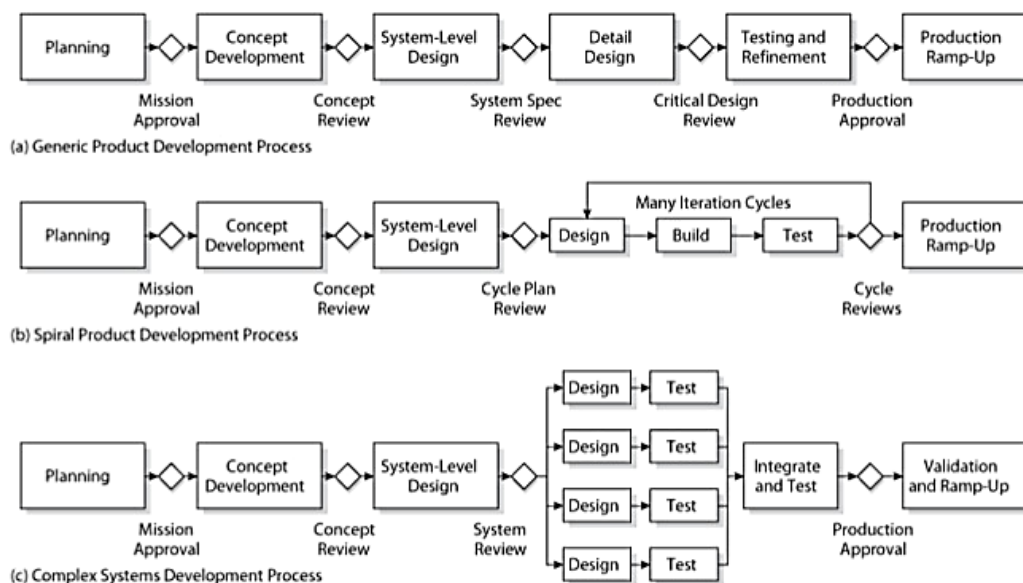 Planning
Concept
Development
System-Level
Design
Detail
Design
Testing and
Refinement
Production
Ramp-Up
Mission
Approval
Concept
Review
System Spec
Review
Critical Design
Review
Production
Approval
(a) Generic Product Development Process
Many Iteration Cycles
Planning
Concept
Development
System-Level
Design
Design
Build
Test
Production
Ramp-Up
Mission
Approval
Concept
Review
Cycle Plan
Review
Cycle
Reviews
(b) Spiral Product Development Process
Planning
Concept
Development
System-Level
Design
Design
Test
Design
Test
Design
Test
Design
Test
Integrate
and Test
Validation
and Ramp-Up
Mission
Approval
Concept
Review
System
Review
Production
Approval
(c) Complex Systems Development Process